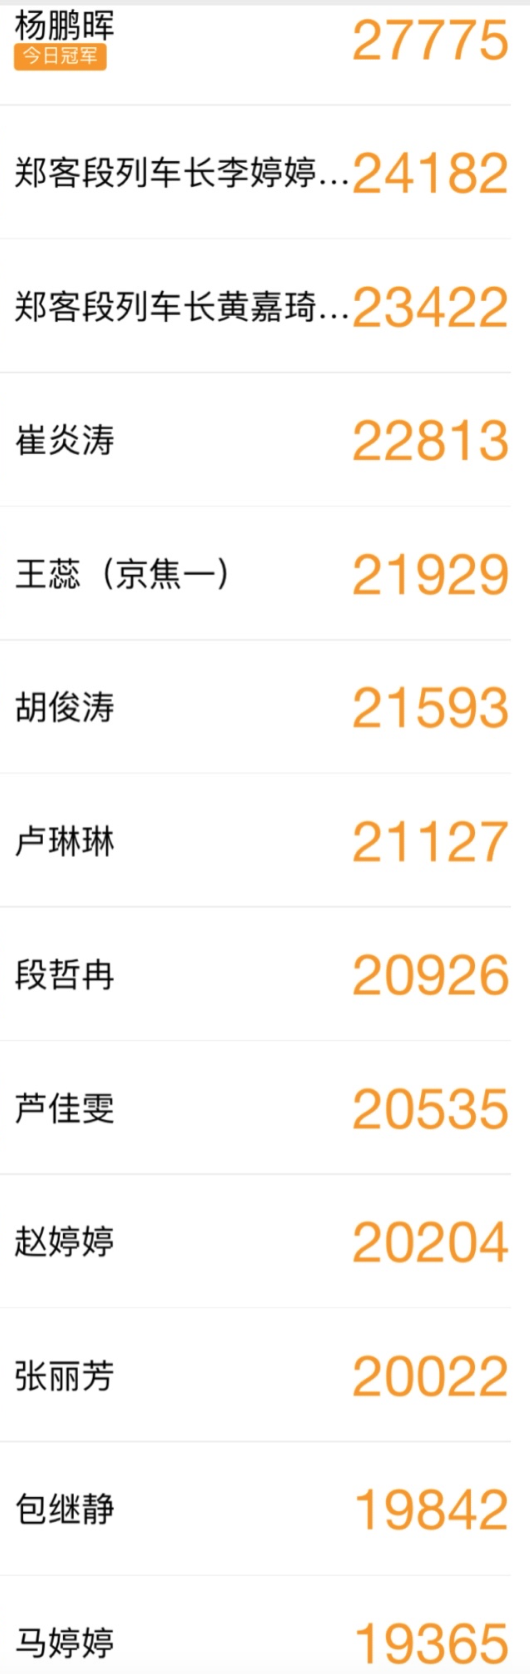 杨鹏晖 27775
今日冠军
郑客段列车长李婷婷... 24182
郑客段列车长黄嘉琦... 23422
崔炎涛 22813
王蕊（京焦一） 21929
胡俊涛 21593
卢琳琳 21127
段哲冉 20926
芦佳雯 20535
赵婷婷 20204
张丽芳 20022
包继静 19842
马婷婷 19365